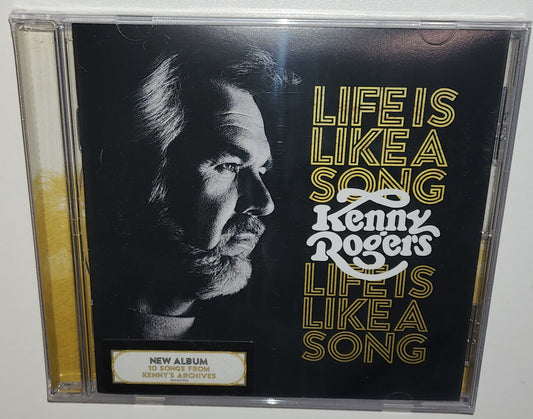 LIFE IS
LIKE A
SONG
Kenny
Rogers
LIFE IS
LIKE A
SONG
NEW ALBUM
10 SONGS FROM
KENNY'S ARCHIVES